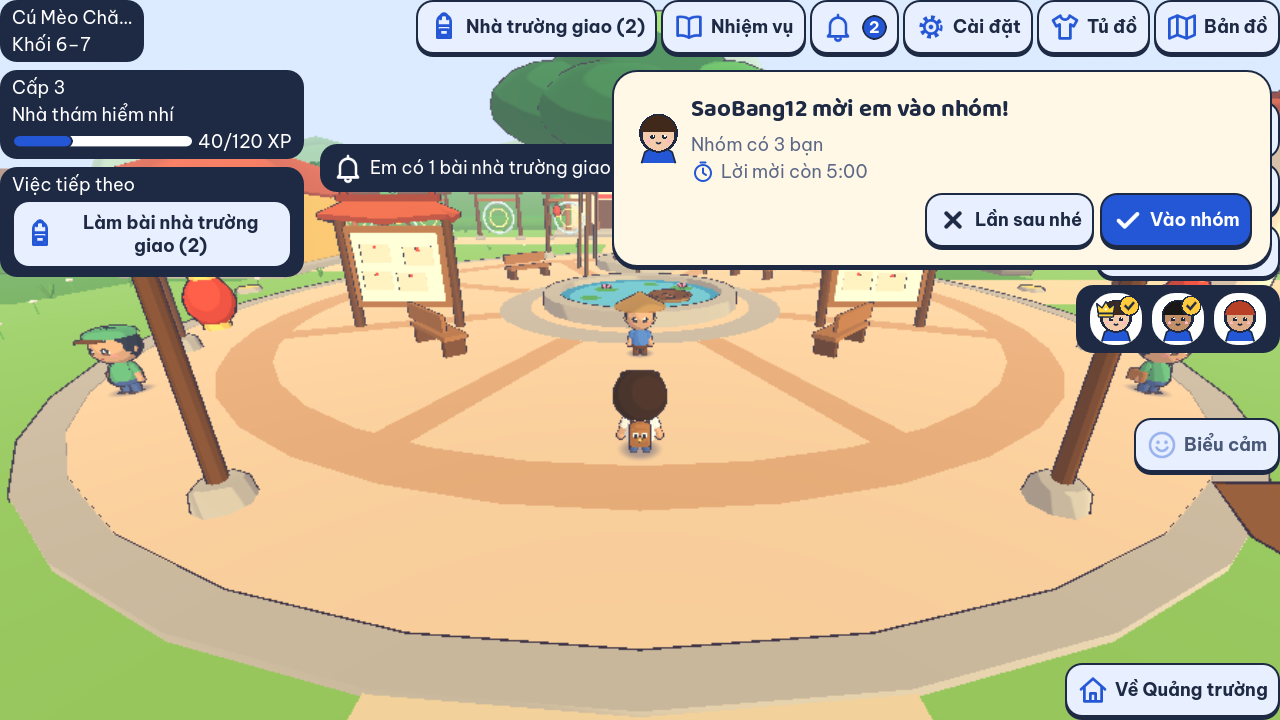 Cú Mèo Chă...
Khối 6–7
Nhà trường giao (2)
Nhiệm vụ
2
Cài đặt
Tủ đồ
Bản đồ
Cấp 3
Nhà thám hiểm nhí
40/120 XP
Việc tiếp theo
Làm bài nhà trường
giao (2)
Em có 1 bài nhà trường giao
SaoBang12 mời em vào nhóm!
Nhóm có 3 bạn
Lời mời còn 5:00
Lần sau nhé
Vào nhóm
Biểu cảm
Về Quảng trường